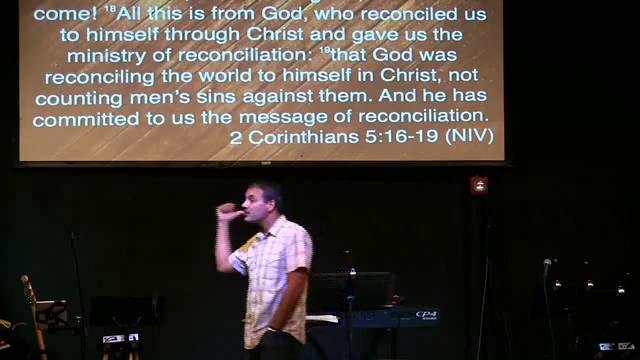 come! ¹⁸All this is from God, who reconciled us
to himself through Christ and gave us the
ministry of reconciliation: ¹⁹that God was
reconciling the world to himself in Christ, not
counting men's sins against them. And he has
committed to us the message of reconciliation.
2 Corinthians 5:16-19 (NIV)
CP4